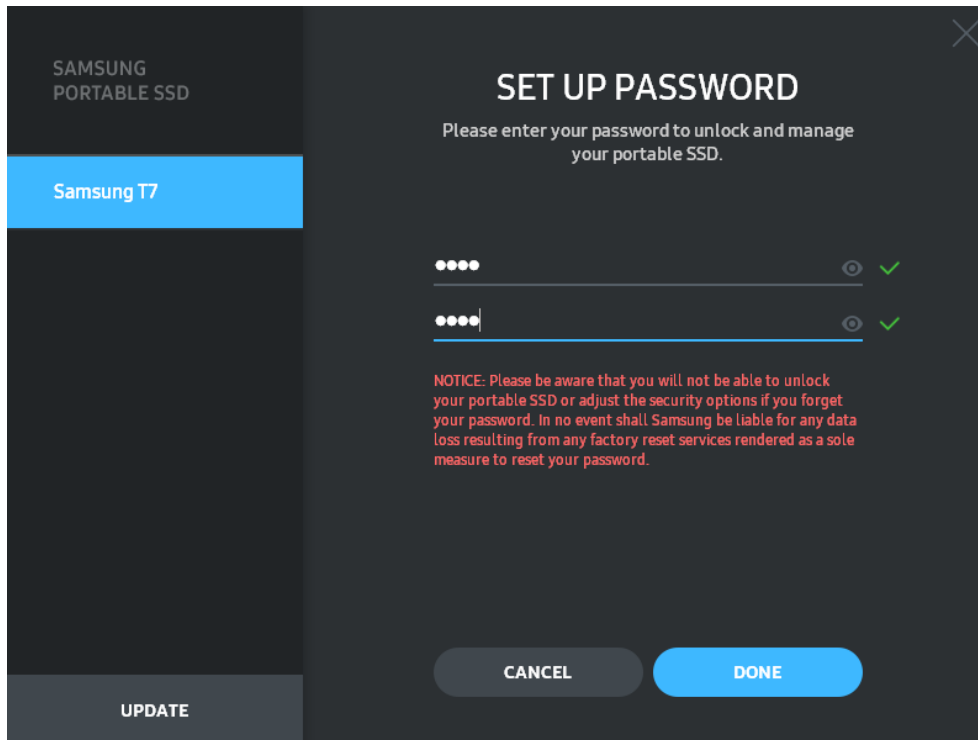 SAMSUNG
PORTABLE SSD
Samsung T7
UPDATE
SET UP PASSWORD
Please enter your password to unlock and manage
your portable SSD.
●●●●
●●●●
NOTICE: Please be aware that you will not be able to unlock
your portable SSD or adjust the security options if you forget
your password. In no event shall Samsung be liable for any data
loss resulting from any factory reset services rendered as a sole
measure to reset your password.
CANCEL
DONE